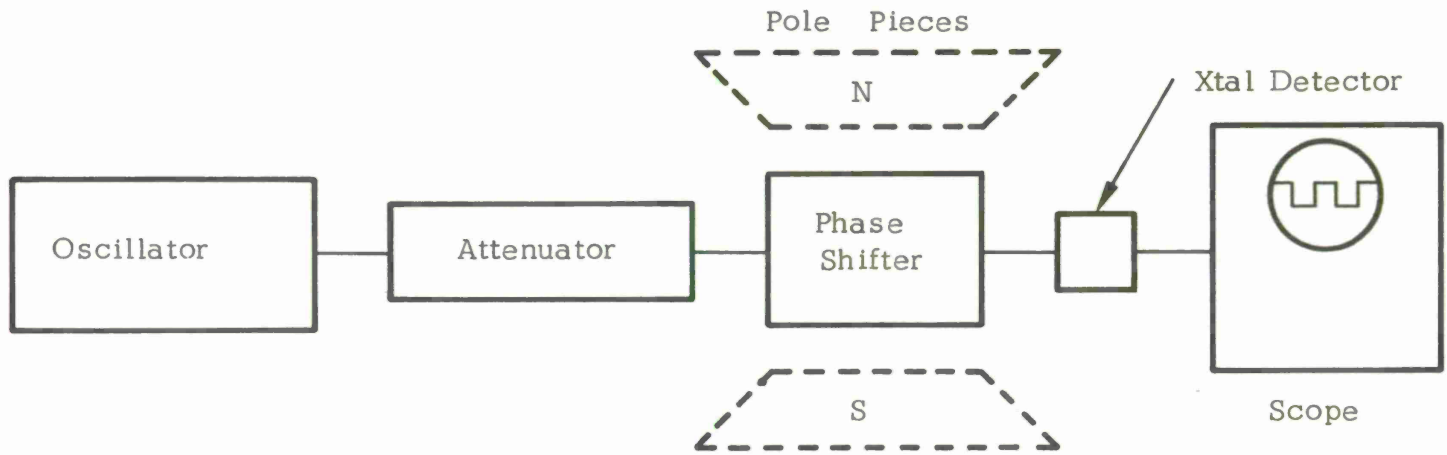 Pole Pieces
N
Xtal Detector
Oscillator
Attenuator
Phase
Shifter
S
Scope